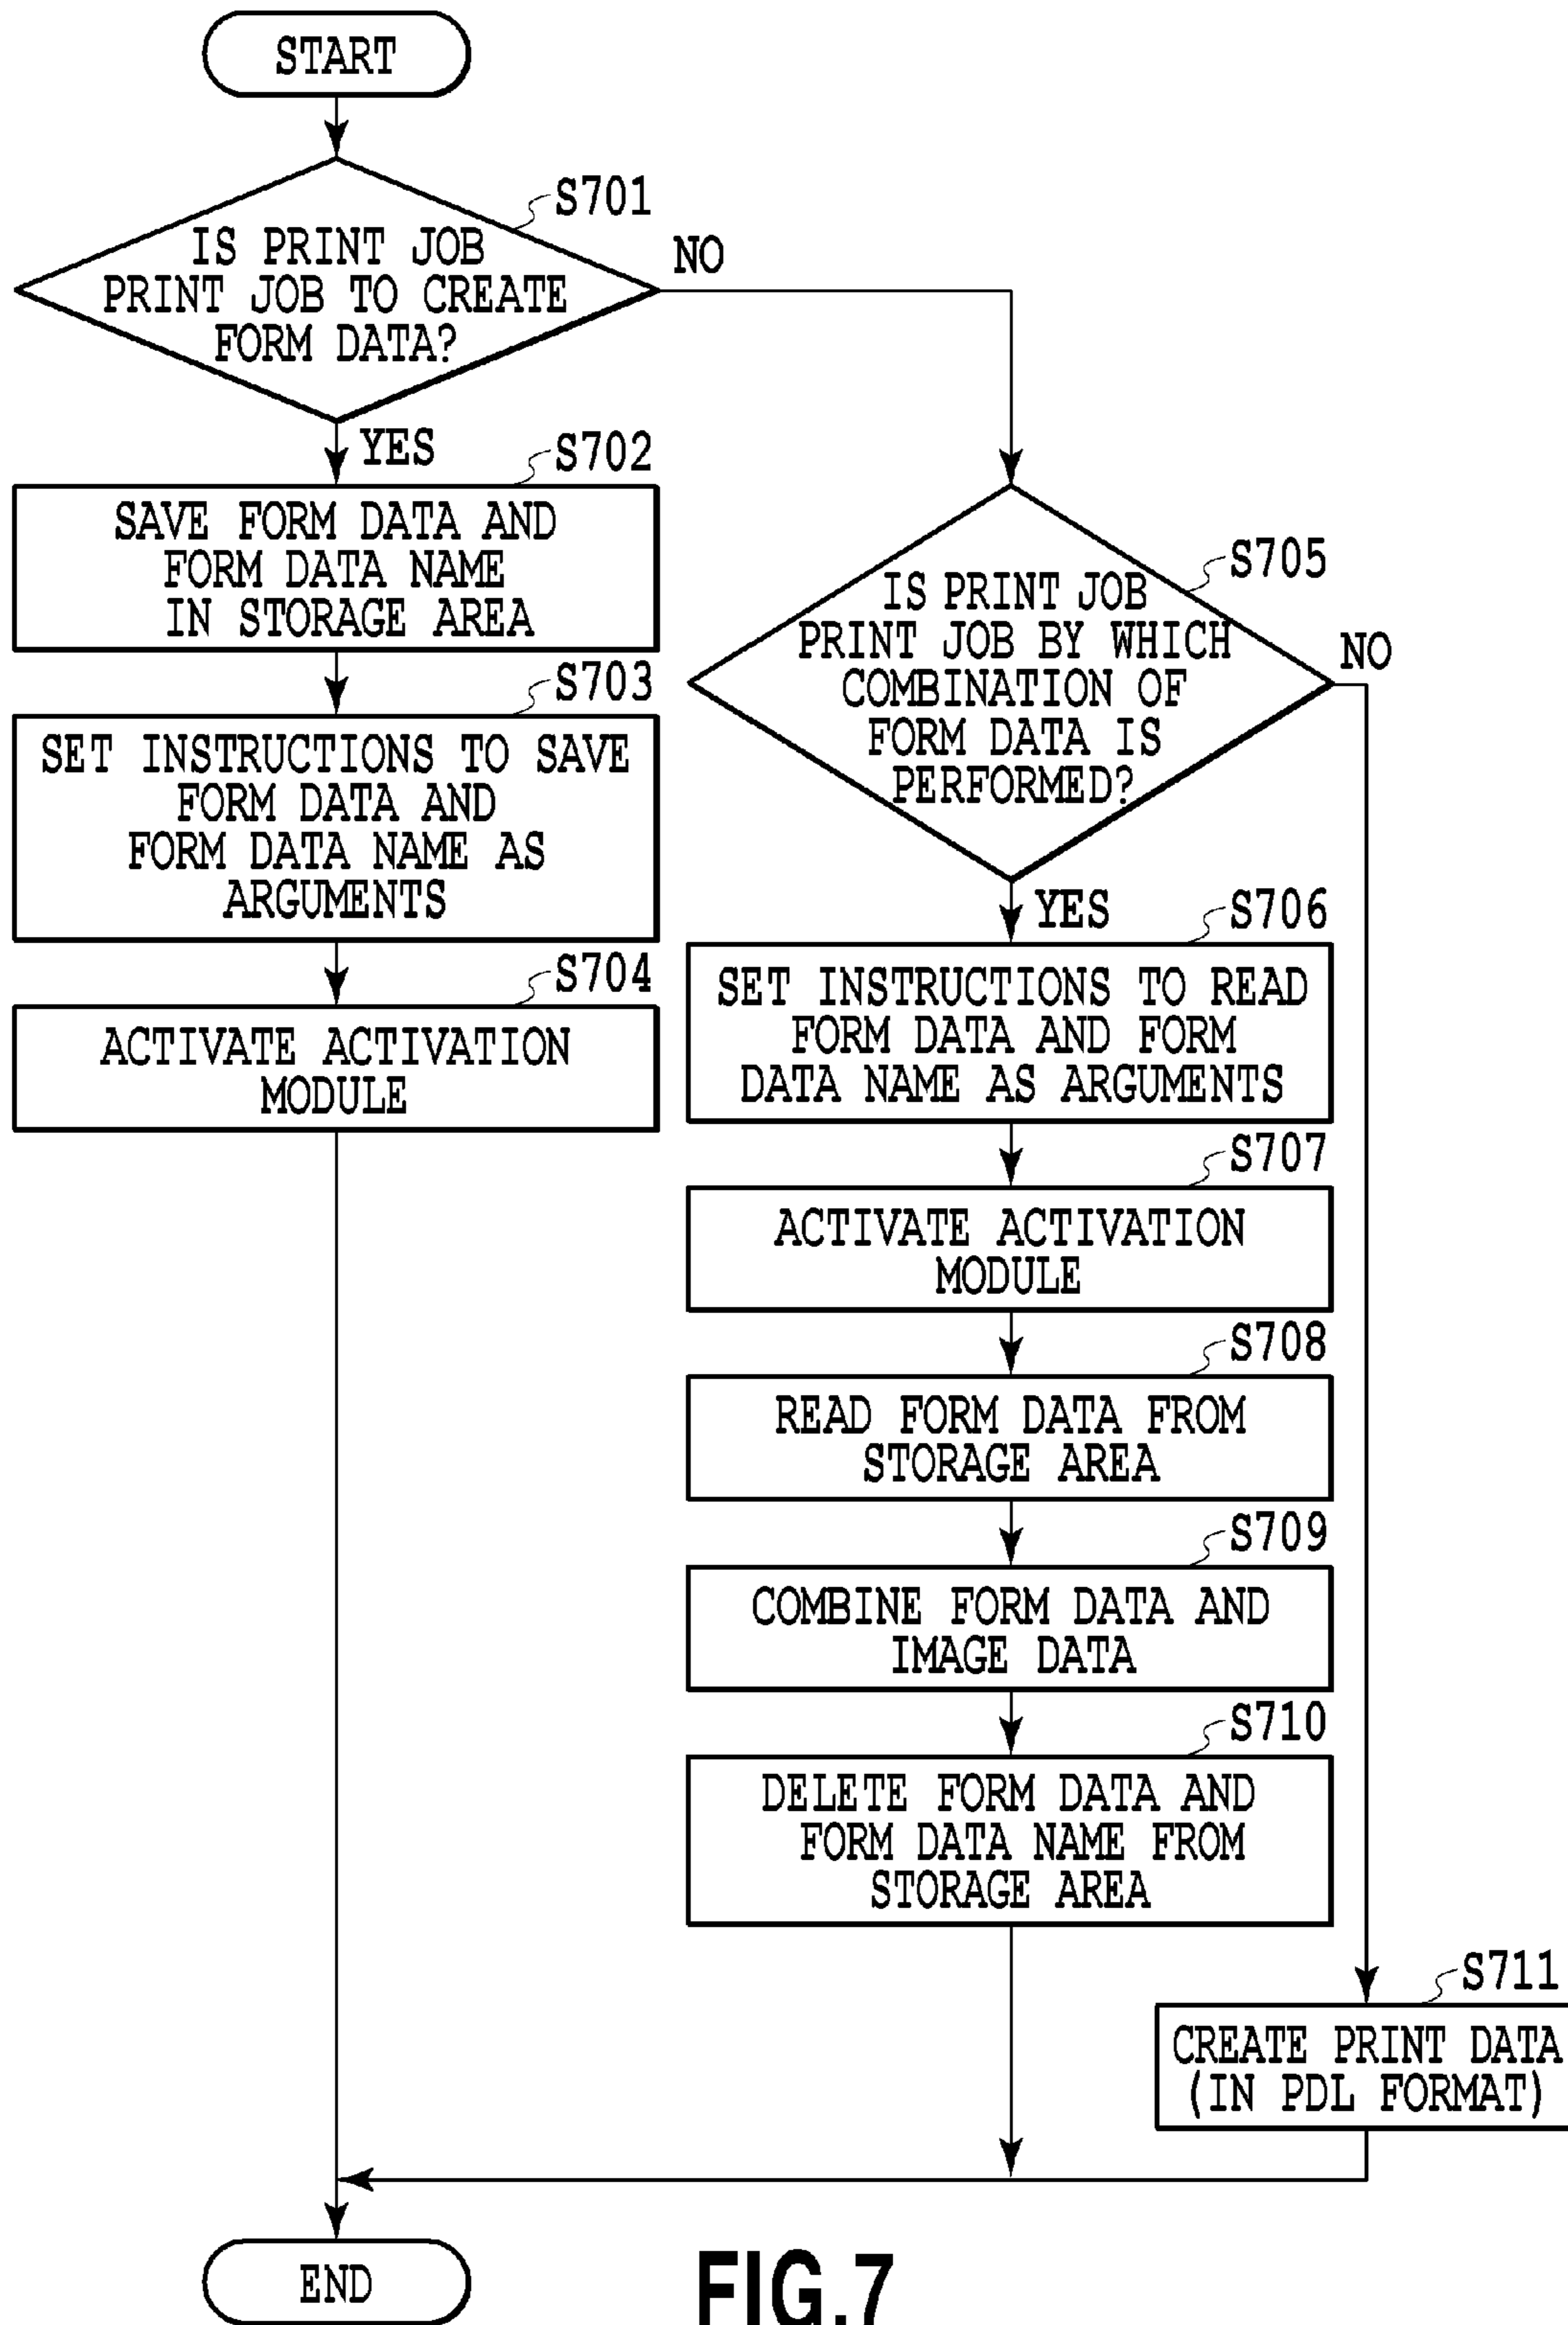 START
S701
IS PRINT JOB
PRINT JOB TO CREATE
FORM DATA?
NO
YES
S702
SAVE FORM DATA AND
FORM DATA NAME
IN STORAGE AREA
S703
SET INSTRUCTIONS TO SAVE
FORM DATA AND
FORM DATA NAME AS
ARGUMENTS
S704
ACTIVATE ACTIVATION
MODULE
S705
IS PRINT JOB
PRINT JOB BY WHICH
COMBINATION OF
FORM DATA IS
PERFORMED?
NO
YES
S706
SET INSTRUCTIONS TO READ
FORM DATA AND FORM
DATA NAME AS ARGUMENTS
S707
ACTIVATE ACTIVATION
MODULE
S708
READ FORM DATA FROM
STORAGE AREA
S709
COMBINE FORM DATA AND
IMAGE DATA
S710
DELETE FORM DATA AND
FORM DATA NAME FROM
STORAGE AREA
S711
CREATE PRINT DATA
(IN PDL FORMAT)
END
FIG.7